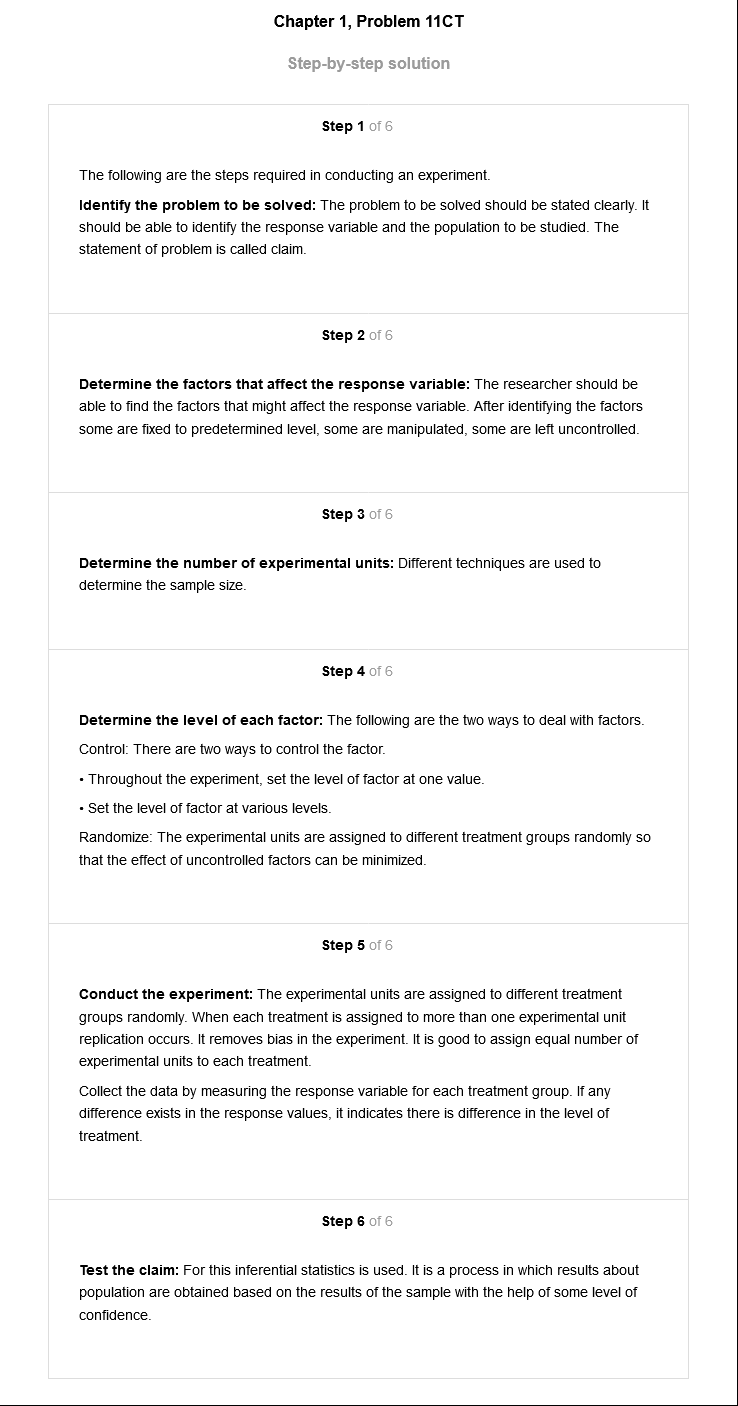 Chapter 1, Problem 11CT
Step-by-step solution
Step 1 of 6
The following are the steps required in conducting an experiment.
Identify the problem to be solved: The problem to be solved should be stated clearly. It
should be able to identify the response variable and the population to be studied. The
statement of problem is called claim.
Step 2 of 6
Determine the factors that affect the response variable: The researcher should be
able to find the factors that might affect the response variable. After identifying the factors
some are fixed to predetermined level, some are manipulated, some are left uncontrolled.
Step 3 of 6
Determine the number of experimental units: Different techniques are used to
determine the sample size.
Step 4 of 6
Determine the level of each factor: The following are the two ways to deal with factors.
Control: There are two ways to control the factor.
• Throughout the experiment, set the level of factor at one value.
• Set the level of factor at various levels.
Randomize: The experimental units are assigned to different treatment groups randomly so
that the effect of uncontrolled factors can be minimized.
Step 5 of 6
Conduct the experiment: The experimental units are assigned to different treatment
groups randomly. When each treatment is assigned to more than one experimental unit
replication occurs. It removes bias in the experiment. It is good to assign equal number of
experimental units to each treatment.
Collect the data by measuring the response variable for each treatment group. If any
difference exists in the response values, it indicates there is difference in the level of
treatment.
Step 6 of 6
Test the claim: For this inferential statistics is used. It is a process in which results about
population are obtained based on the results of the sample with the help of some level of
confidence.